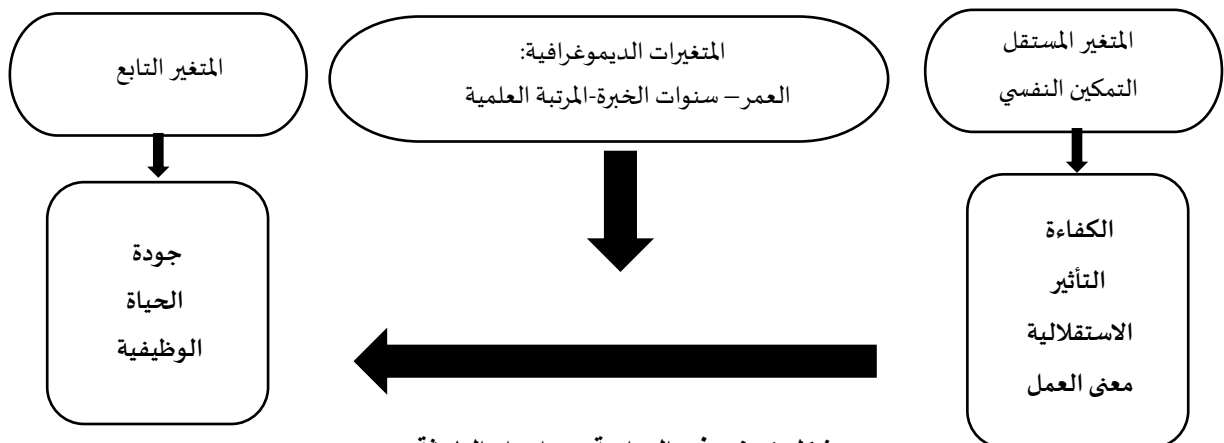 المتغير المستقل
التمكين النفسي
المتغيرات الديموغرافية:
العمر – سنوات الخبرة-المرتبة العلمية
المتغير التابع
الكفاءة
التأثير
الاستقلالية
معنى العمل
جودة
الحياة
الوظيفية